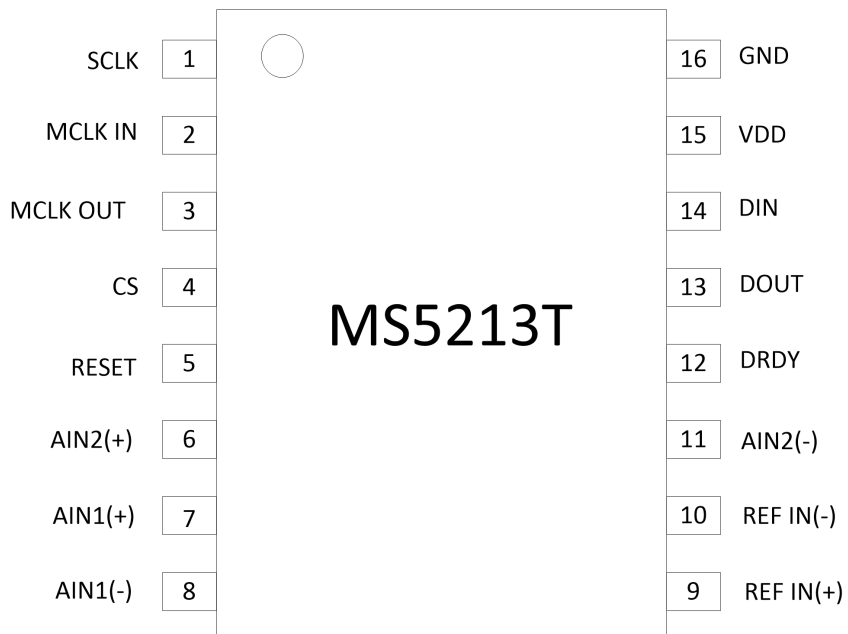 SCLK 1 16 GND
MCLK IN 2 15 VDD
MCLK OUT 3 14 DIN
CS 4 13 DOUT
MS5213T
RESET 5 12 DRDY
AIN2(+) 6 11 AIN2(-)
AIN1(+) 7 10 REF IN(-)
AIN1(-) 8 9 REF IN(+)